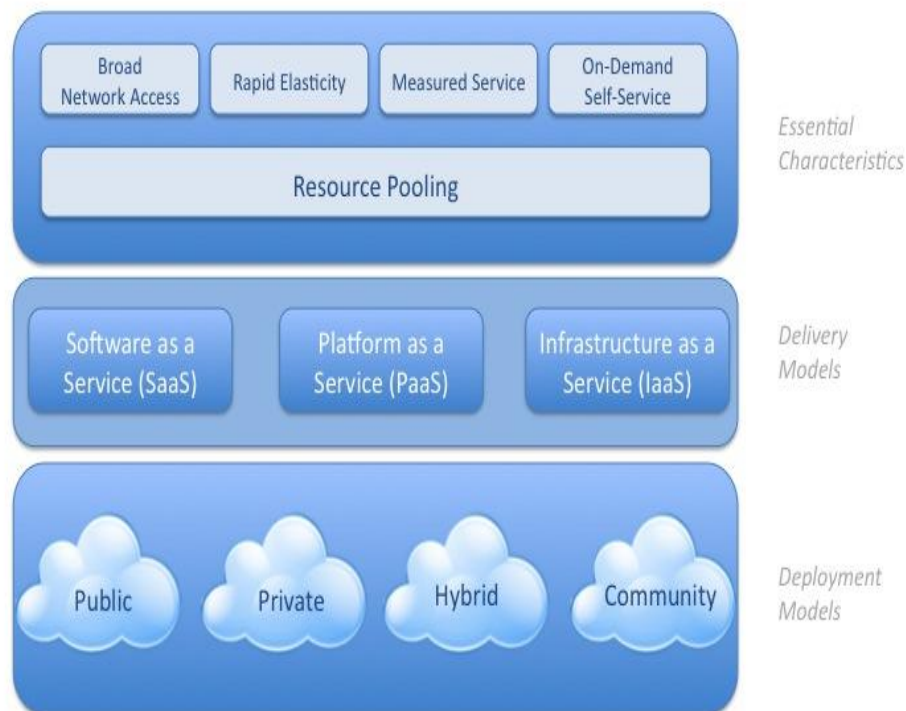 Broad
Network Access
Rapid Elasticity
Measured Service
On-Demand
Self-Service
Resource Pooling
Essential
Characteristics
Software as a
Service (SaaS)
Platform as a
Service (PaaS)
Infrastructure as a
Service (IaaS)
Delivery
Models
Public
Private
Hybrid
Community
Deployment
Models